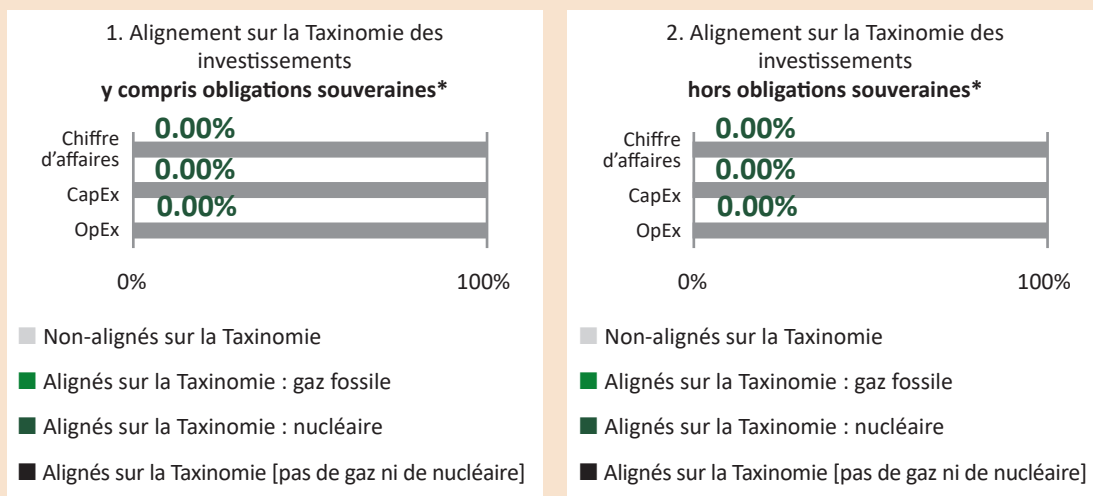 1. Alignement sur la Taxinomie des
investissements
y compris obligations souveraines*
Chiffre
d'affaires
0.00%
CapEx
0.00%
OpEx
0.00%
0%
100%
Non-alignés sur la Taxinomie
Alignés sur la Taxinomie : gaz fossile
Alignés sur la Taxinomie : nucléaire
Alignés sur la Taxinomie [pas de gaz ni de nucléaire]
2. Alignement sur la Taxinomie des
investissements
hors obligations souveraines*
Chiffre
d'affaires
0.00%
CapEx
0.00%
OpEx
0.00%
0%
100%
Non-alignés sur la Taxinomie
Alignés sur la Taxinomie : gaz fossile
Alignés sur la Taxinomie : nucléaire
Alignés sur la Taxinomie [pas de gaz ni de nucléaire]